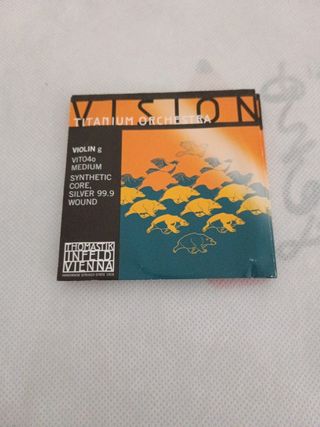 VISION
TITANIUM ORCHESTRA
VIOLIN g
VIT04o
MEDIUM
SYNTHETIC
CORE,
SILVER 99.9
WOUND
THOMASTIK
INFELD
VIENNA